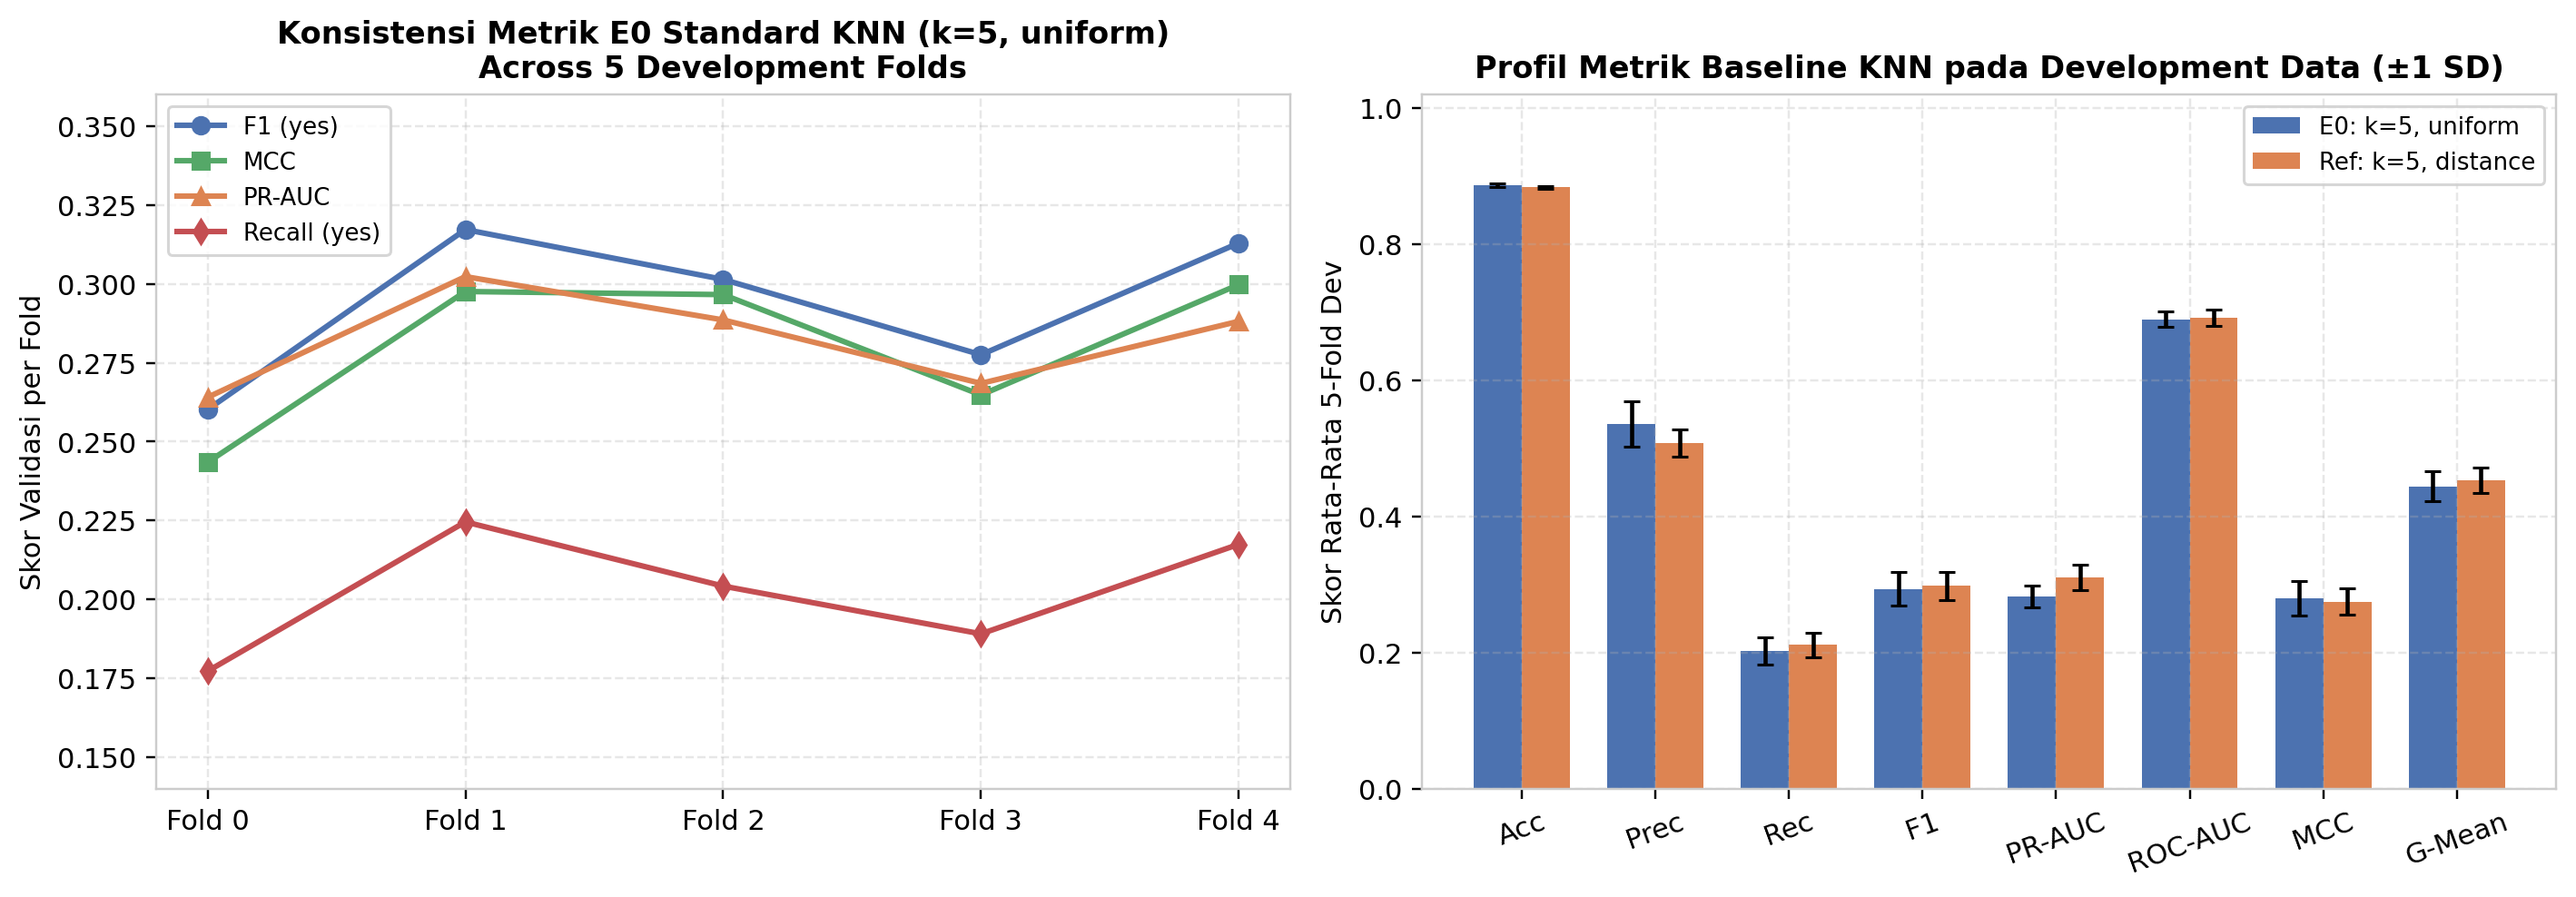 Konsistensi Metrik E0 Standard KNN (k=5, uniform)
Across 5 Development Folds
Skor Validasi per Fold
0.350
0.325
0.300
0.275
0.250
0.225
0.200
0.175
0.150
F1 (yes)
MCC
PR-AUC
Recall (yes)
Fold 0
Fold 1
Fold 2
Fold 3
Fold 4
Profil Metrik Baseline KNN pada Development Data (±1 SD)
Skor Rata-Rata 5-Fold Dev
1.0
0.8
0.6
0.4
0.2
0.0
E0: k=5, uniform
Ref: k=5, distance
Acc
Prec
Rec
F1
PR-AUC
ROC-AUC
MCC
G-Mean